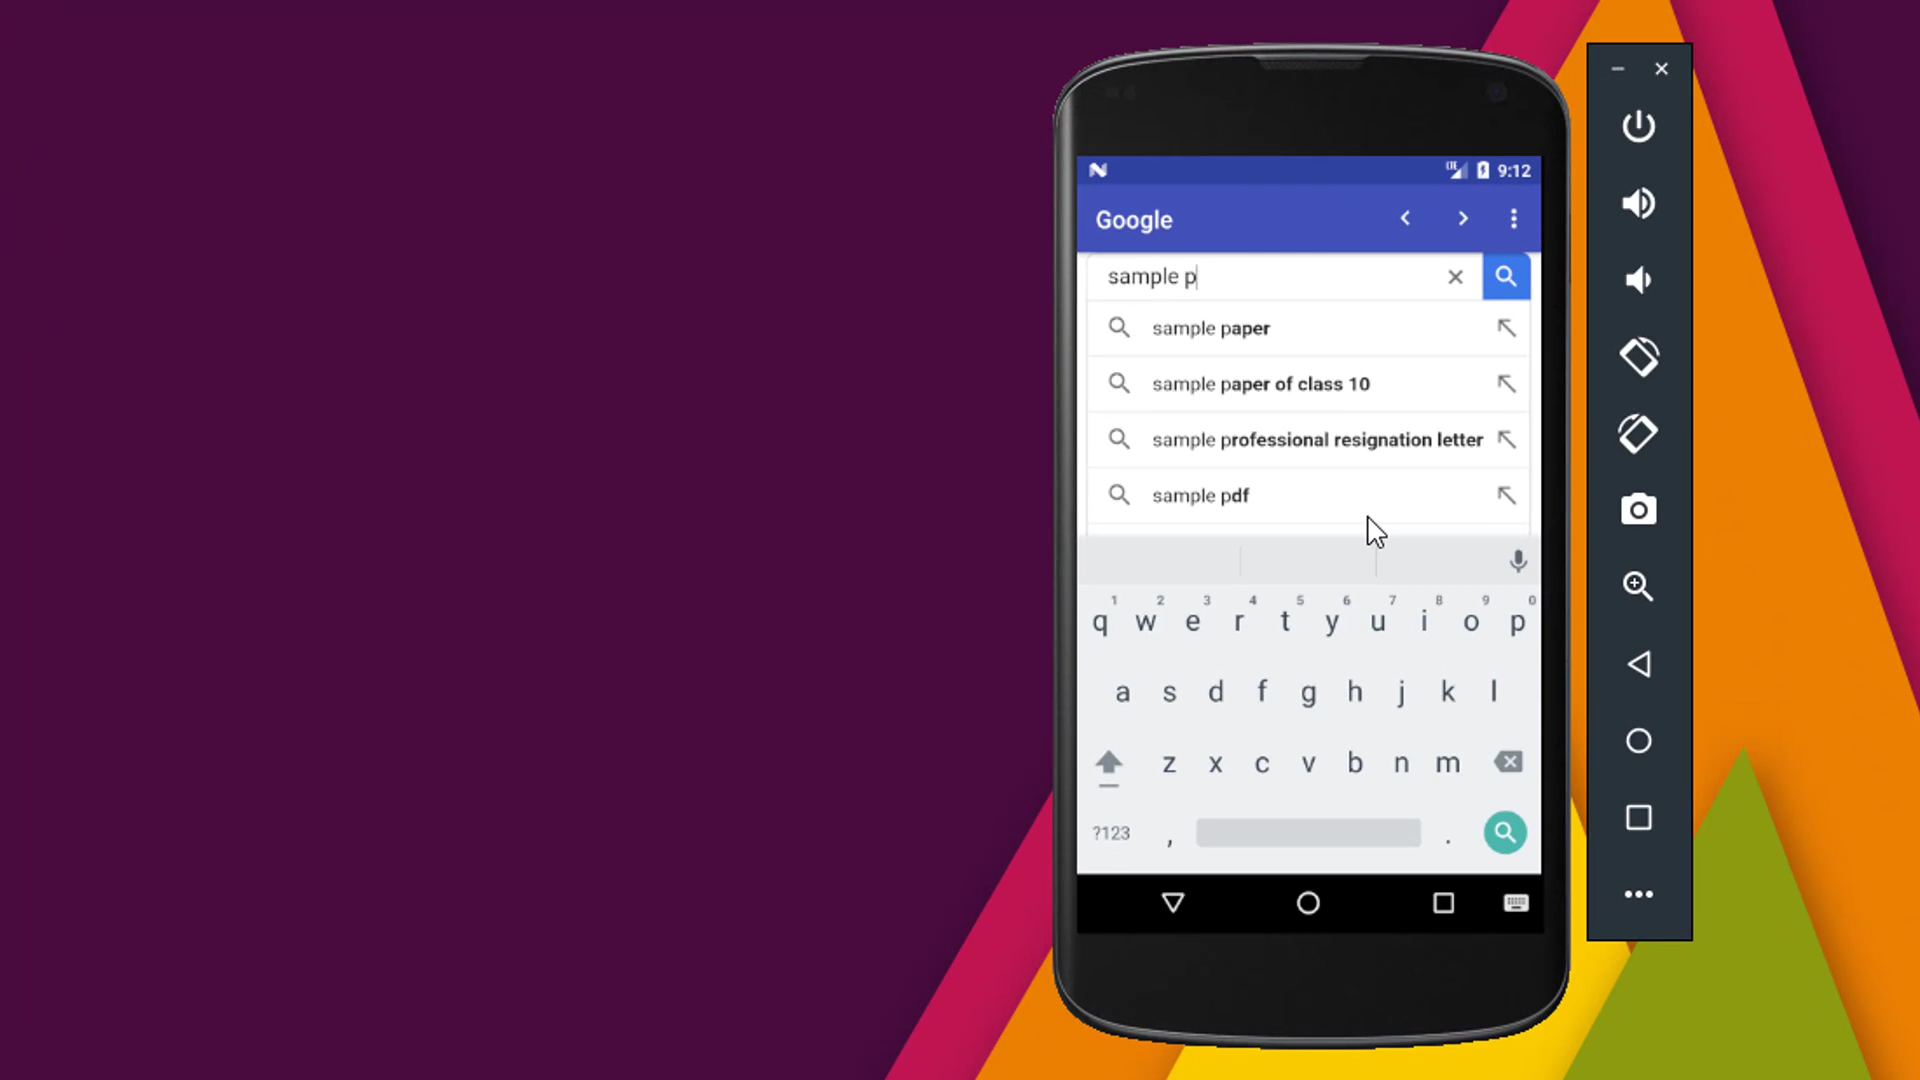 LTE 9:12
Google
sample p
sample paper
sample paper of class 10
sample professional resignation letter
sample pdf
1 2 3 4 5 6 7 8 9 0
q w e r t y u i o p
a s d f g h j k l
z x c v b n m
?123 , .